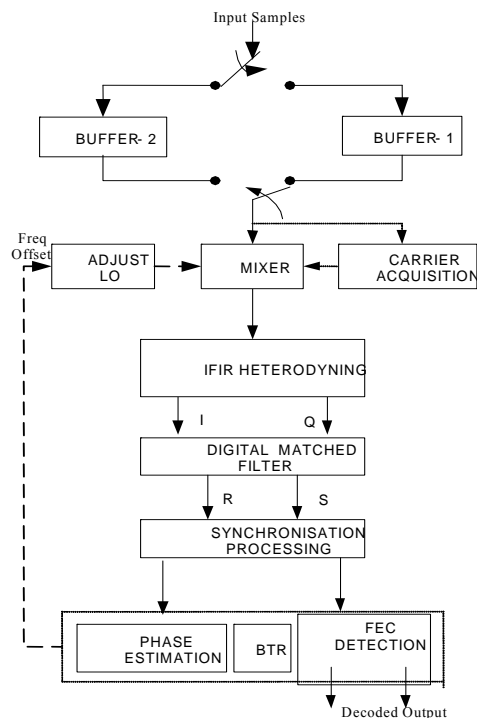 Input Samples
BUFFER- 2
BUFFER- 1
Freq
Offset
ADJUST
LO
MIXER
CARRIER
ACQUISITION
IFIR HETERODYNING
I
Q
DIGITAL MATCHED
FILTER
R
S
SYNCHRONISATION
PROCESSING
PHASE
ESTIMATION
BTR
FEC
DETECTION
Decoded Output